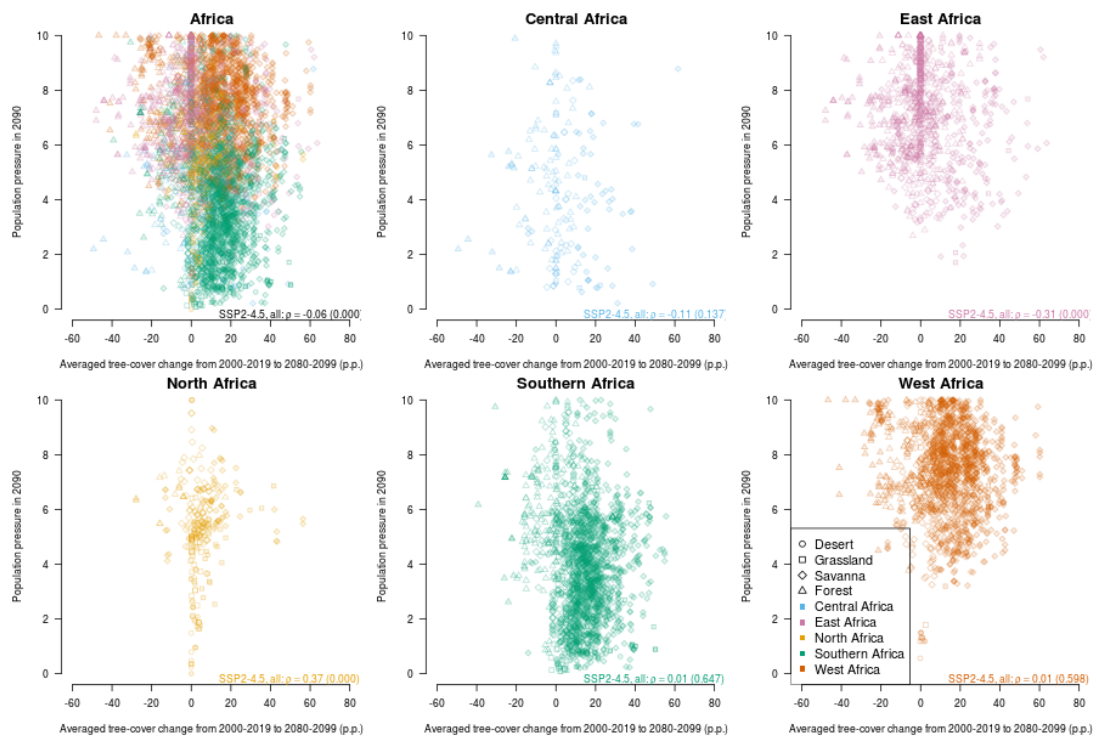 Africa
Central Africa
East Africa
Population pressure in 2090
10
8
6
4
2
0
SSP2-4.5, all: ρ = -0.06 (0.000)
-60 -40 -20 0 20 40 60 80
Averaged tree-cover change from 2000-2019 to 2080-2099 (p.p.)
Population pressure in 2090
10
8
6
4
2
0
SSP2-4.5, all: ρ = -0.11 (0.137)
-60 -40 -20 0 20 40 60 80
Averaged tree-cover change from 2000-2019 to 2080-2099 (p.p.)
Population pressure in 2090
10
8
6
4
2
0
SSP2-4.5, all: ρ = -0.31 (0.000)
-60 -40 -20 0 20 40 60 80
Averaged tree-cover change from 2000-2019 to 2080-2099 (p.p.)
North Africa
Southern Africa
West Africa
Population pressure in 2090
10
8
6
4
2
0
SSP2-4.5, all: ρ = 0.37 (0.000)
-60 -40 -20 0 20 40 60 80
Averaged tree-cover change from 2000-2019 to 2080-2099 (p.p.)
Population pressure in 2090
10
8
6
4
2
0
SSP2-4.5, all: ρ = 0.01 (0.647)
-60 -40 -20 0 20 40 60 80
Averaged tree-cover change from 2000-2019 to 2080-2099 (p.p.)
Population pressure in 2090
10
8
6
4
2
0
Desert
Grassland
Savanna
Forest
Central Africa
East Africa
North Africa
Southern Africa
West Africa
SSP2-4.5, all: ρ = 0.01 (0.598)
-60 -40 -20 0 20 40 60 80
Averaged tree-cover change from 2000-2019 to 2080-2099 (p.p.)